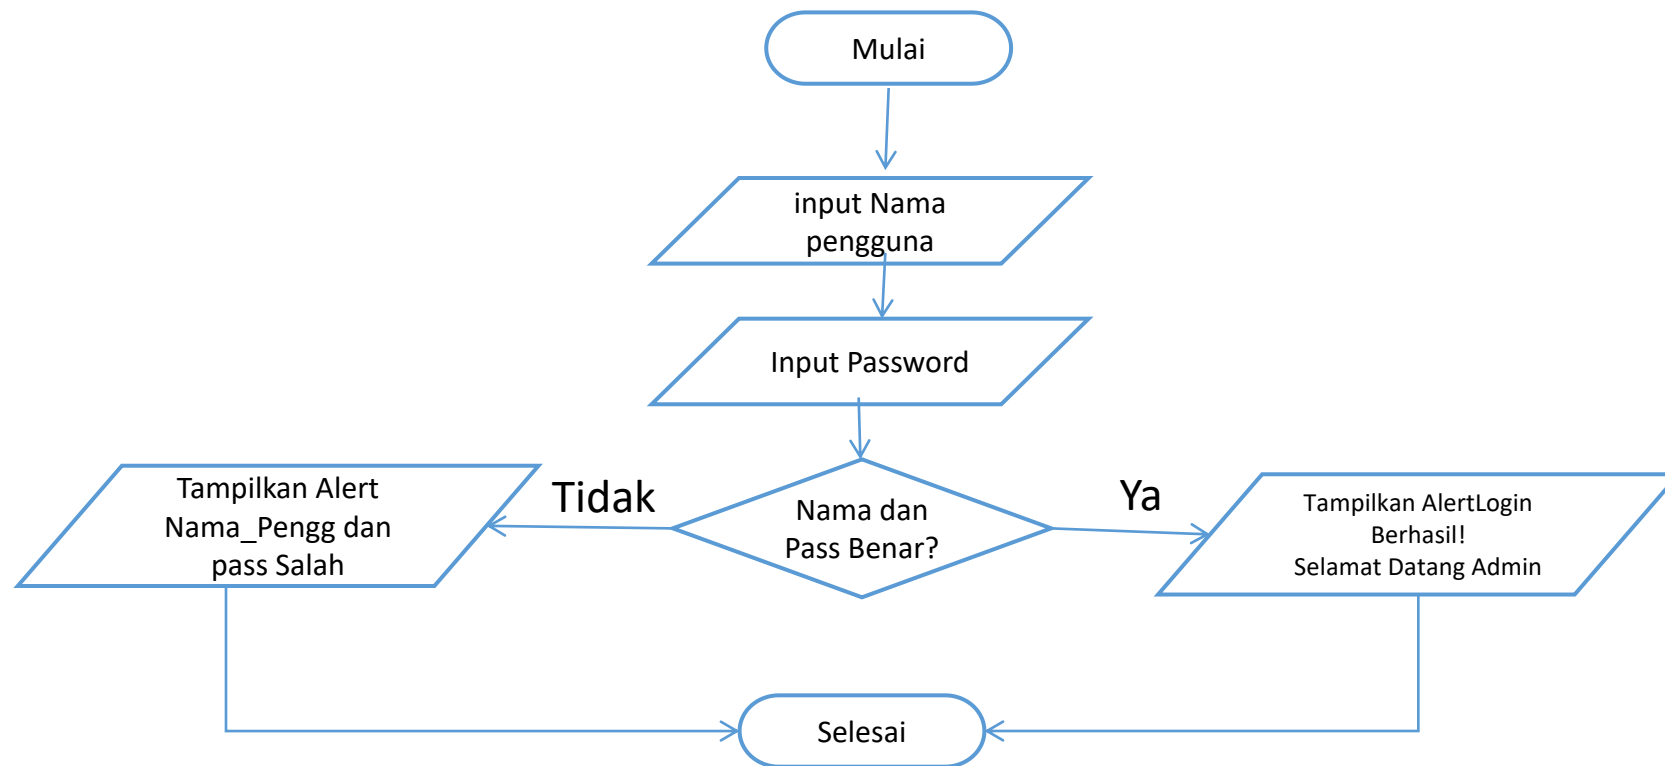 Mulai
input Nama
pengguna
Input Password
Tampilkan Alert
Nama_Pengg dan
pass Salah
Tidak
Nama dan
Pass Benar?
Ya
Tampilkan AlertLogin
Berhasil!
Selamat Datang Admin
Selesai